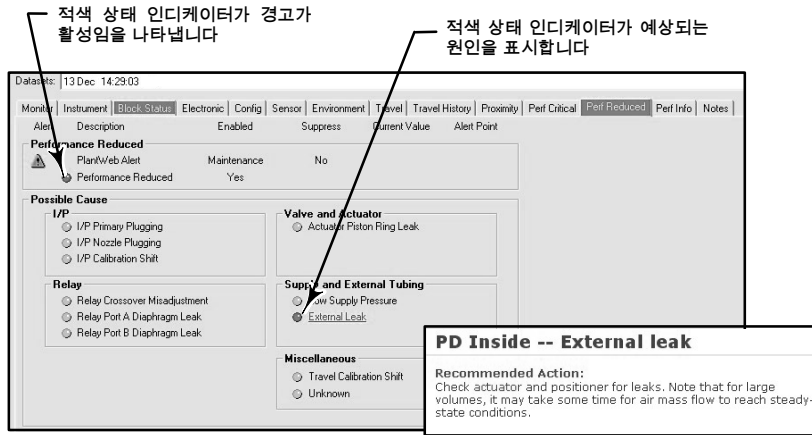 적색 상태 인디케이터가 경고가
활성임을 나타냅니다
적색 상태 인디케이터가 예상되는
원인을 표시합니다
Datasets: 13 Dec 14:29:03
Monitor Instrument Block Status Electronic Config Sensor Environment Travel Travel History Proximity Perf Critical Perf Reduced Perf Info Notes
Alert Description Enabled Suppress Current Value Alert Point
Performance Reduced
PlantWeb Alert Maintenance No
Performance Reduced Yes
Possible Cause
I/P
I/P Primary Plugging
I/P Nozzle Plugging
I/P Calibration Shift
Valve and Actuator
Actuator Piston Ring Leak
Relay
Relay Crossover Misadjustment
Relay Port A Diaphragm Leak
Relay Port B Diaphragm Leak
Supply and External Tubing
Low Supply Pressure
External Leak
Miscellaneous
Travel Calibration Shift
Unknown
PD Inside -- External leak
Recommended Action:
Check actuator and positioner for leaks. Note that for large
volumes, it may take some time for air mass flow to reach steady-
state conditions.